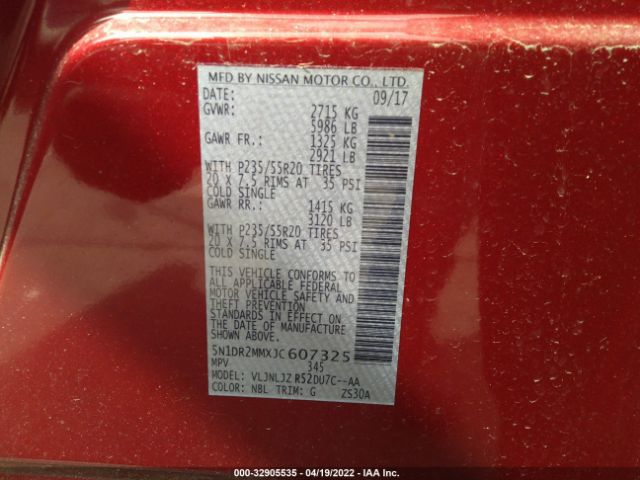 MFD BY NISSAN MOTOR CO., LTD.
DATE: 09/17
GVWR: 2715 KG
5986 LB
GAWR FR.: 1325 KG
2921 LB
WITH P235/55R20 TIRES
20 X 7.5 RIMS AT 35 PSI
COLD SINGLE
GAWR RR.: 1415 KG
3120 LB
WITH P235/55R20 TIRES
20 X 7.5 RIMS AT 35 PSI
COLD SINGLE
THIS VEHICLE CONFORMS TO
ALL APPLICABLE FEDERAL
MOTOR VEHICLE SAFETY AND
THEFT PREVENTION
STANDARDS IN EFFECT ON
THE DATE OF MANUFACTURE
SHOWN ABOVE.
5N1DR2MMXJC607325
MPV 345
MODEL: VLJNLJZ R52DU7C--AA
COLOR: NBL TRIM: G ZS30A
000-32905535 - 04/19/2022 - IAA Inc.